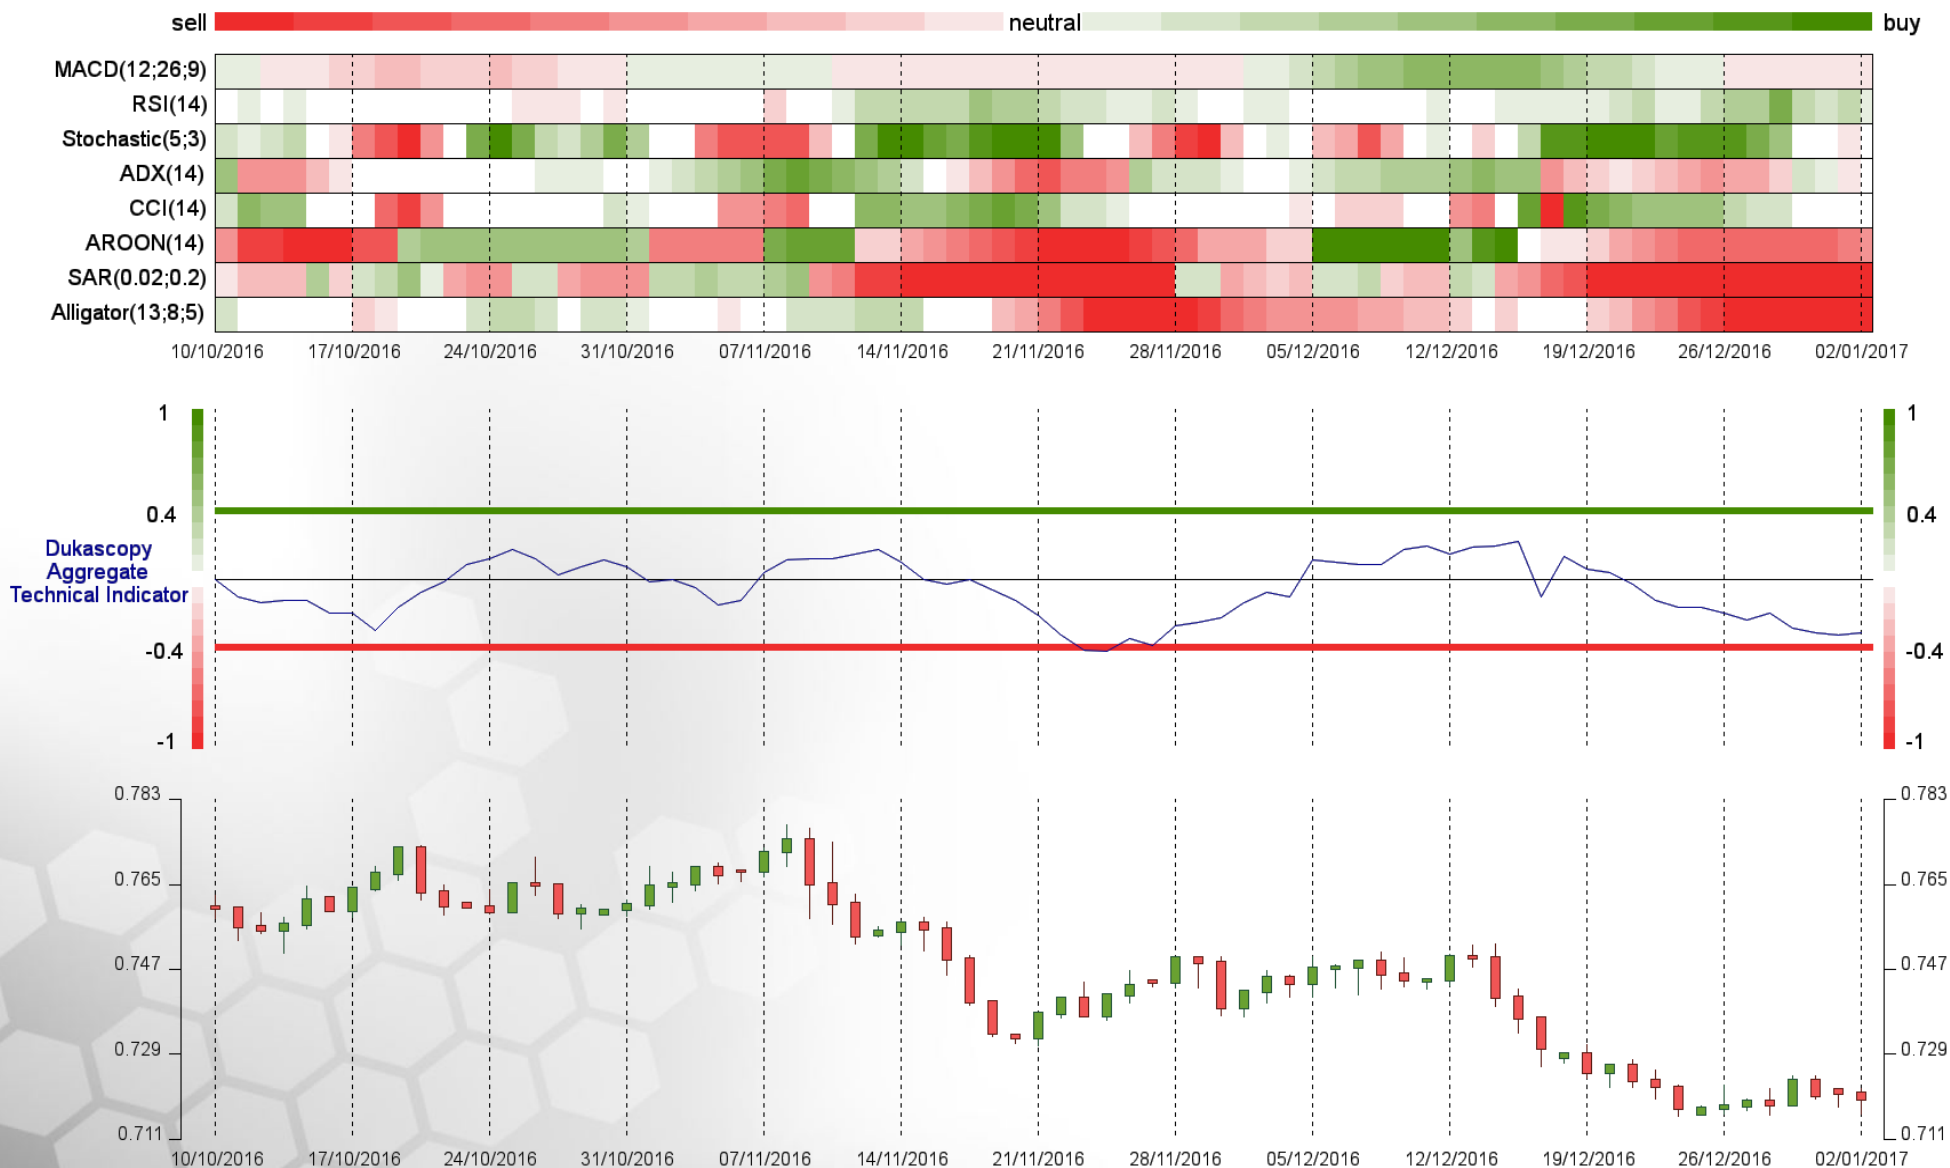 sell neutral buy
MACD(12;26;9)
RSI(14)
Stochastic(5;3)
ADX(14)
CCI(14)
AROON(14)
SAR(0.02;0.2)
Alligator(13;8;5)
10/10/2016 17/10/2016 24/10/2016 31/10/2016 07/11/2016 14/11/2016 21/11/2016 28/11/2016 05/12/2016 12/12/2016 19/12/2016 26/12/2016 02/01/2017
1 1
0.4 0.4
Dukascopy
Aggregate
Technical Indicator
-0.4 -0.4
-1 -1
0.783 0.783
0.765 0.765
0.747 0.747
0.729 0.729
0.711 0.711
10/10/2016 17/10/2016 24/10/2016 31/10/2016 07/11/2016 14/11/2016 21/11/2016 28/11/2016 05/12/2016 12/12/2016 19/12/2016 26/12/2016 02/01/2017